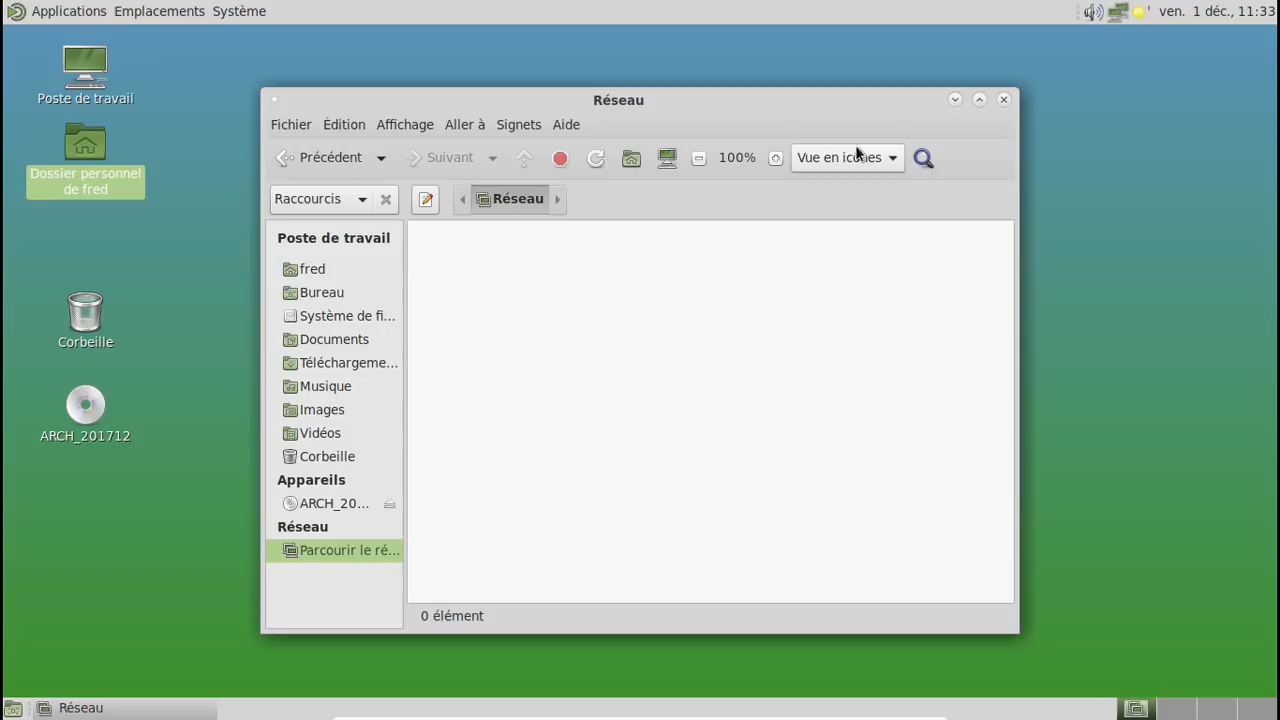 Applications Emplacements Système
ven. 1 déc., 11:33
Poste de travail
Dossier personnel
de fred
Corbeille
ARCH_201712
Réseau
Fichier Édition Affichage Aller à Signets Aide
Précédent Suivant 100% Vue en icônes
Raccourcis Réseau
Poste de travail
fred
Bureau
Système de fi...
Documents
Téléchargeme...
Musique
Images
Vidéos
Corbeille
Appareils
ARCH_20...
Réseau
Parcourir le ré...
0 élément
Réseau